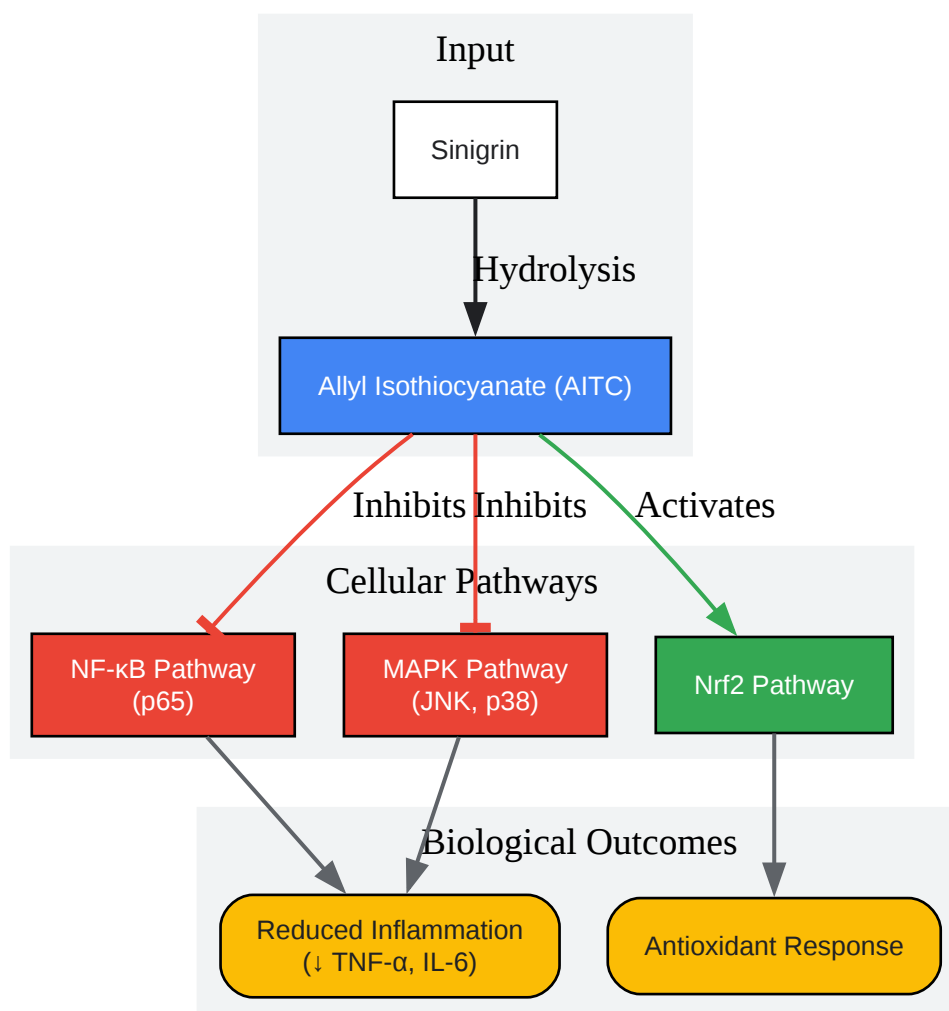 Input
Sinigrin
Hydrolysis
Allyl Isothiocyanate (AITC)
Inhibits
Inhibits
Activates
Cellular Pathways
NF-κB Pathway
(p65)
MAPK Pathway
(JNK, p38)
Nrf2 Pathway
Biological Outcomes
Reduced Inflammation
(↓ TNF-α, IL-6)
Antioxidant Response